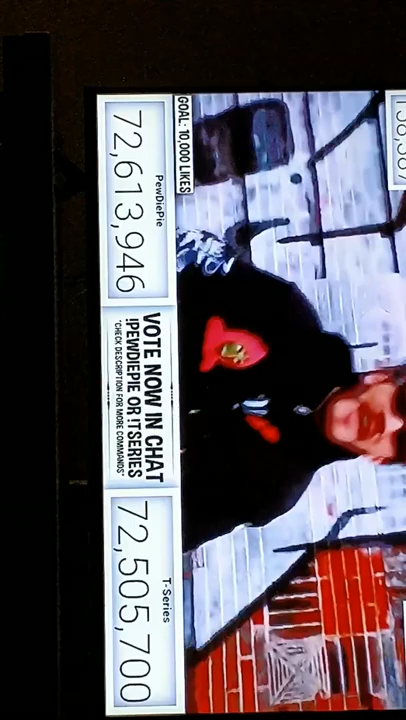 GOAL: 10,000 LIKES
PewDiePie
72,613,946
VOTE NOW IN CHAT
!PEWDIEPIE OR !TSERIES
*CHECK DESCRIPTION FOR MORE COMMANDS*
T-Series
72,505,700